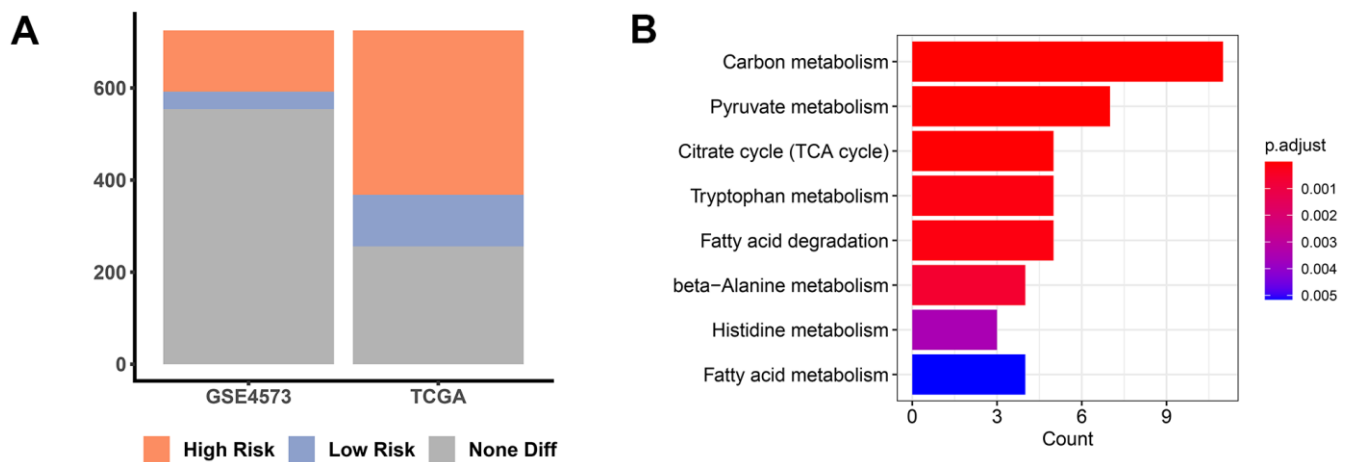 A
600
400
200
0
GSE4573 TCGA
High Risk Low Risk None Diff
B
Carbon metabolism
Pyruvate metabolism
Citrate cycle (TCA cycle)
Tryptophan metabolism
Fatty acid degradation
beta−Alanine metabolism
Histidine metabolism
Fatty acid metabolism
0 3 6 9
Count
p.adjust
0.001
0.002
0.003
0.004
0.005